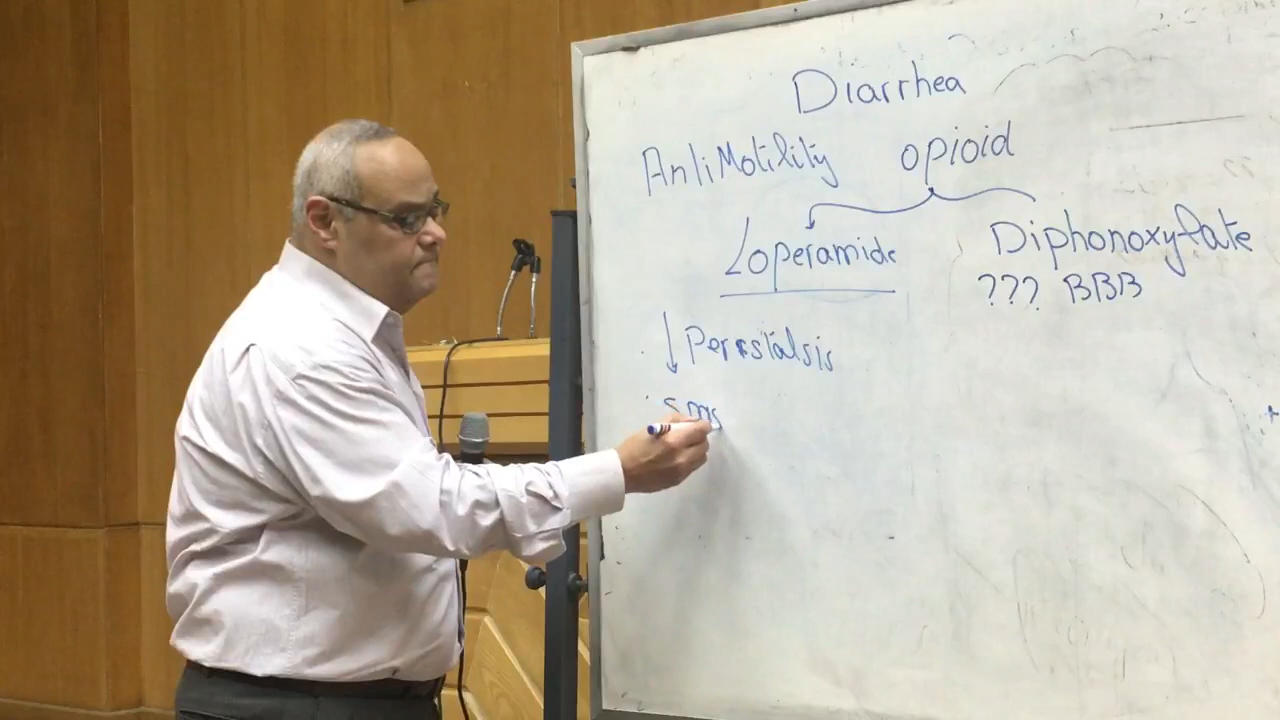 Diarrhea
AntiMotility opioid
Loperamide Diphonoxylate
??? BBB
↓ Peristalsis